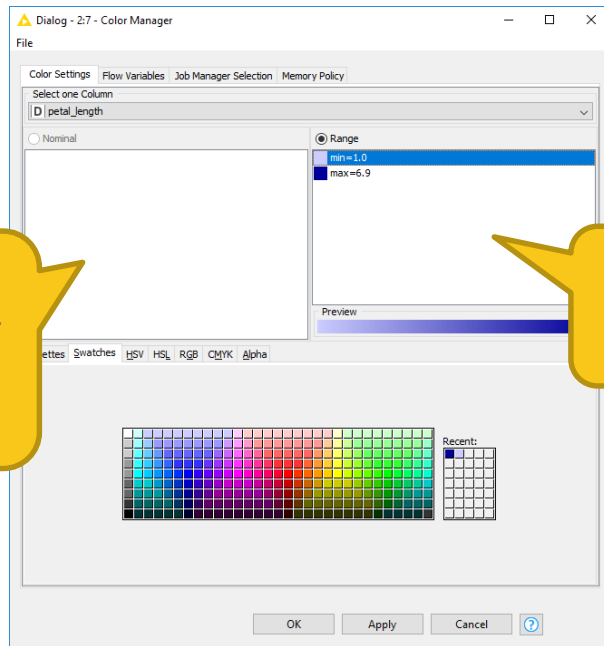 Dialog - 2:7 - Color Manager
File
Color Settings Flow Variables Job Manager Selection Memory Policy
Select one Column
D petal_length
Nominal
Range
min=1.0
max=6.9
Preview
ettes Swatches HSV HSL RGB CMYK Alpha
Recent:
OK Apply Cancel ?